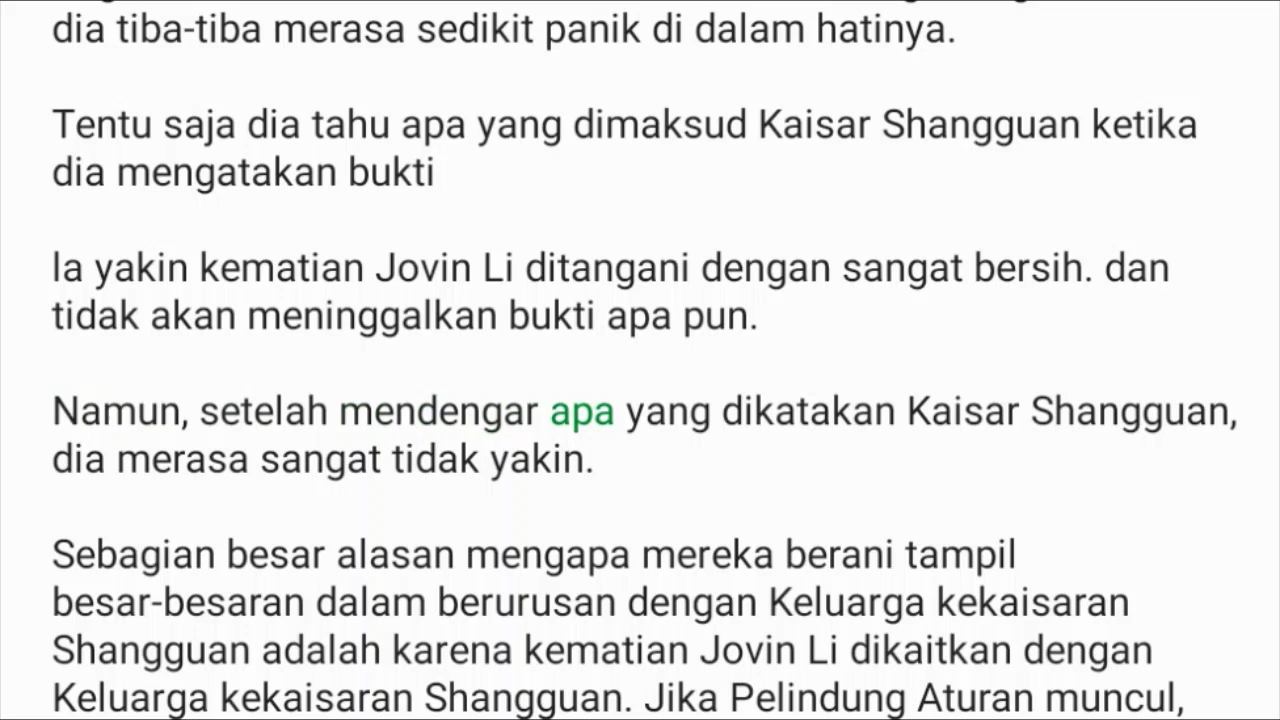 dia tiba-tiba merasa sedikit panik di dalam hatinya.
Tentu saja dia tahu apa yang dimaksud Kaisar Shangguan ketika
dia mengatakan bukti
la yakin kematian Jovin Li ditangani dengan sangat bersih. dan
tidak akan meninggalkan bukti apa pun.
Namun, setelah mendengar apa yang dikatakan Kaisar Shangguan,
dia merasa sangat tidak yakin.
Sebagian besar alasan mengapa mereka berani tampil
besar-besaran dalam berurusan dengan Keluarga kekaisaran
Shangguan adalah karena kematian Jovin Li dikaitkan dengan
Keluarga kekaisaran Shangguan. Jika Pelindung Aturan muncul,